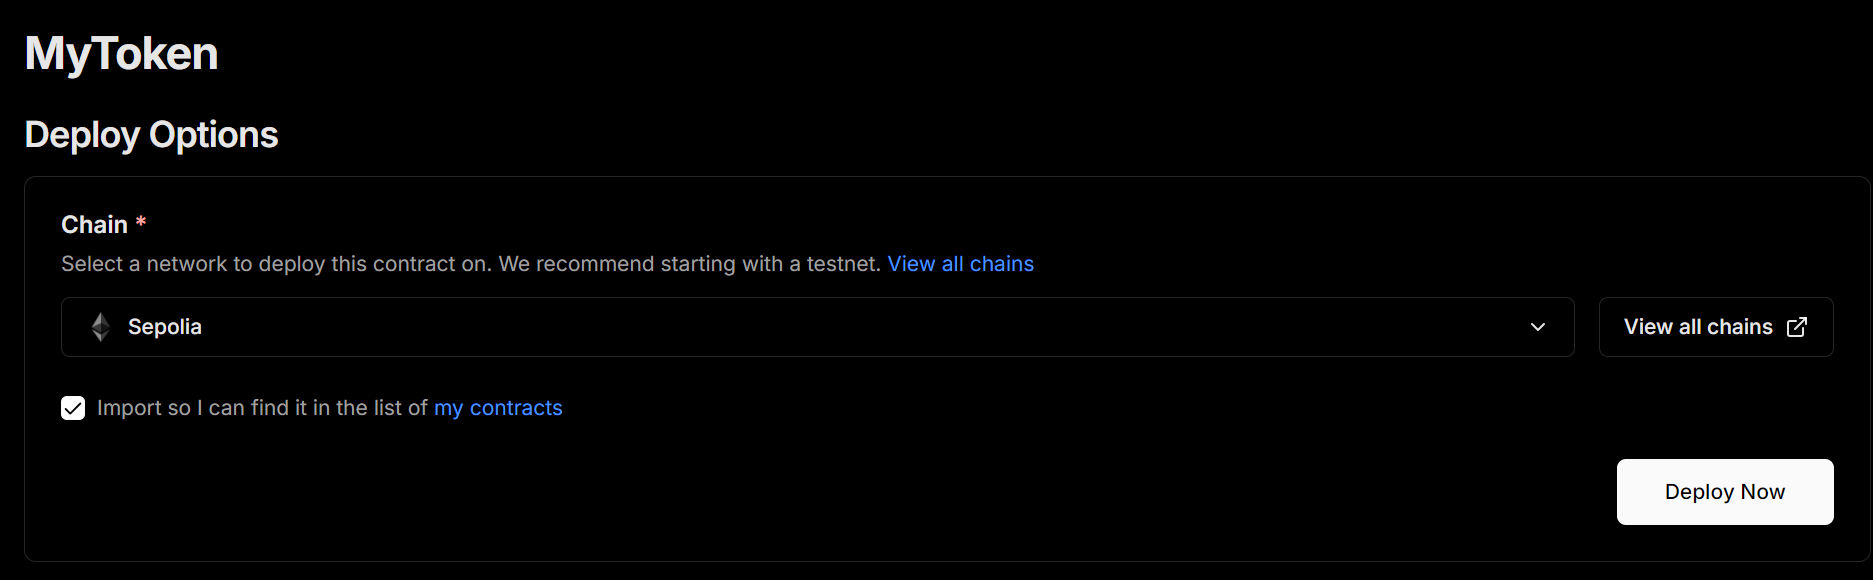 MyToken
Deploy Options
Chain *
Select a network to deploy this contract on. We recommend starting with a testnet. View all chains
Sepolia
View all chains
Import so I can find it in the list of my contracts
Deploy Now